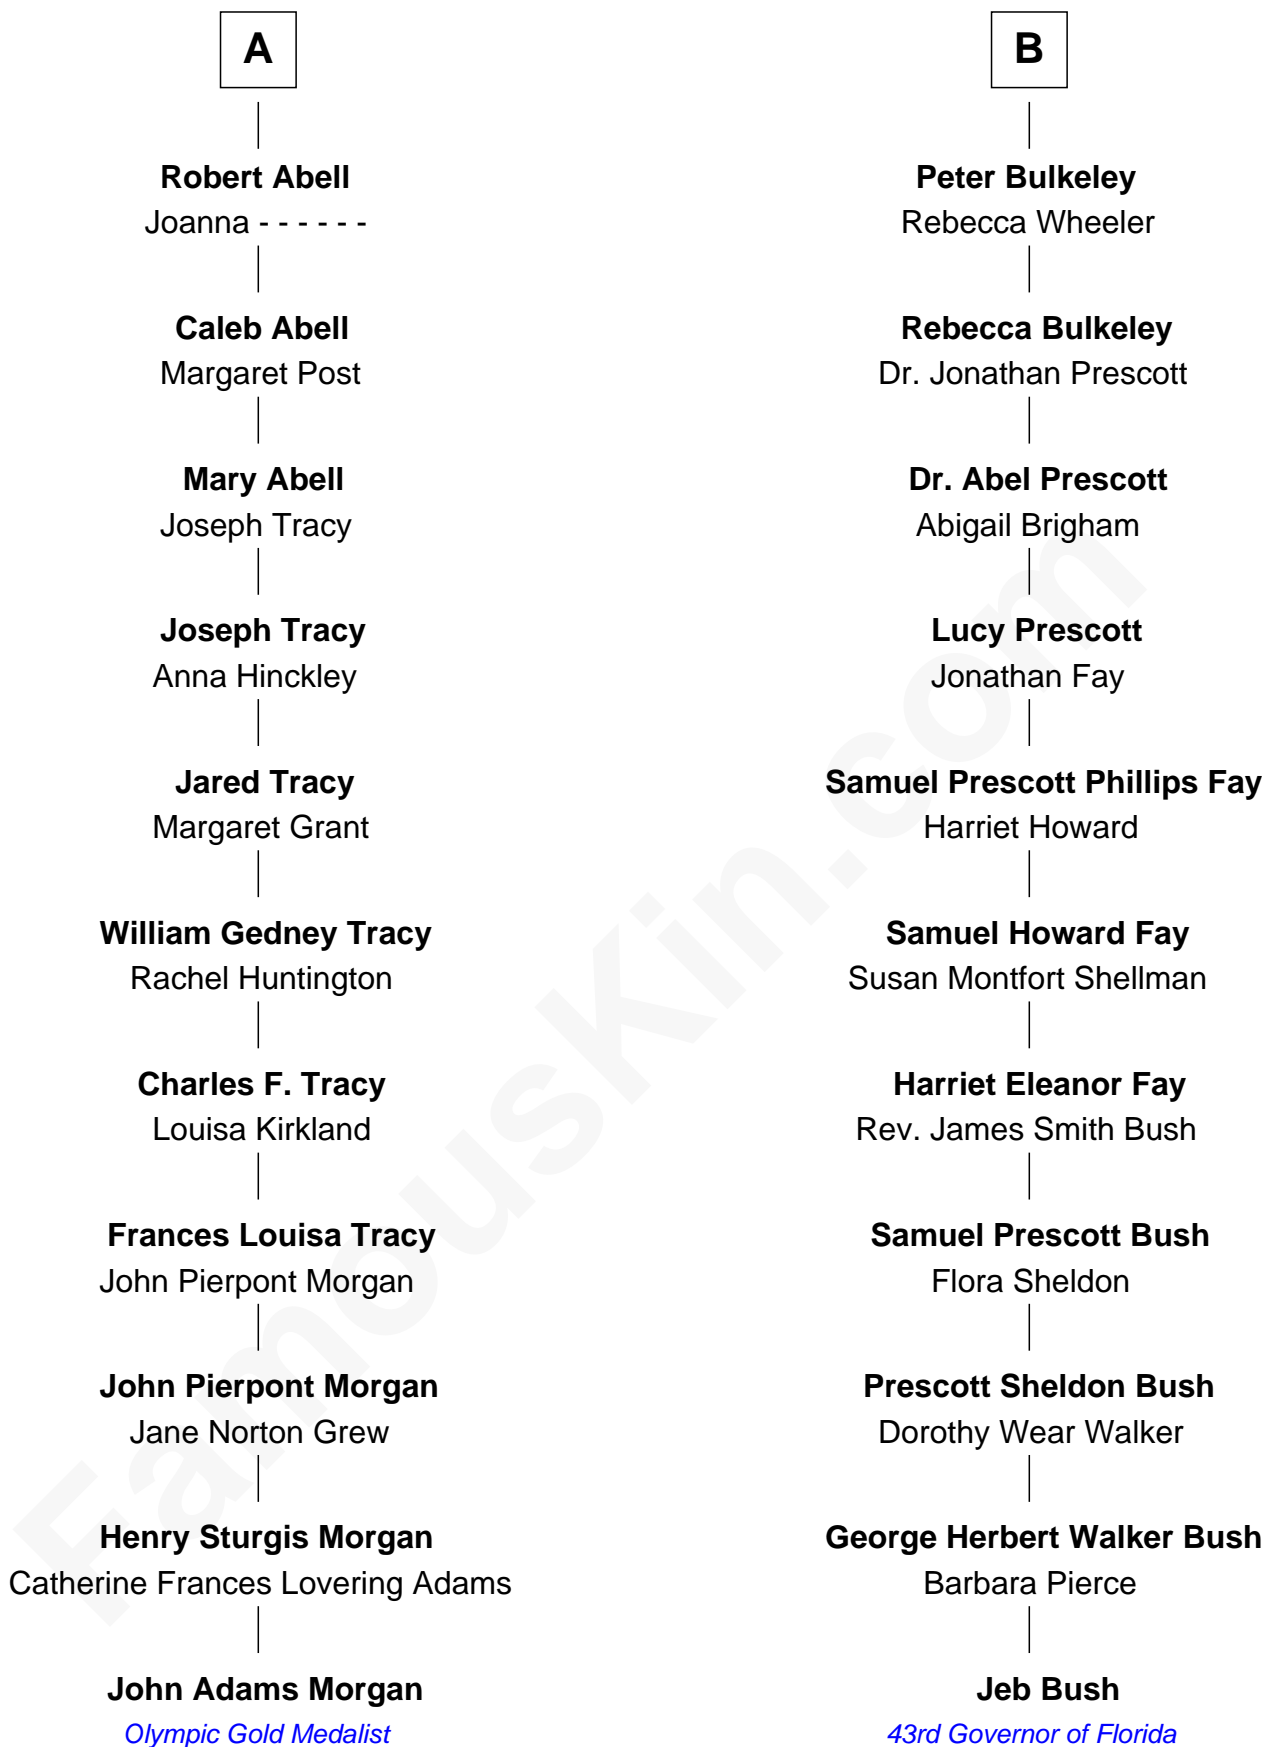 A
Robert Abell
Joanna - - - - - -
Caleb Abell
Margaret Post
Mary Abell
Joseph Tracy
Joseph Tracy
Anna Hinckley
Jared Tracy
Margaret Grant
William Gedney Tracy
Rachel Huntington
Charles F. Tracy
Louisa Kirkland
Frances Louisa Tracy
John Pierpont Morgan
John Pierpont Morgan
Jane Norton Grew
Henry Sturgis Morgan
Catherine Frances Lovering Adams
John Adams Morgan
Olympic Gold Medalist
B
Peter Bulkeley
Rebecca Wheeler
Rebecca Bulkeley
Dr. Jonathan Prescott
Dr. Abel Prescott
Abigail Brigham
Lucy Prescott
Jonathan Fay
Samuel Prescott Phillips Fay
Harriet Howard
Samuel Howard Fay
Susan Montfort Shellman
Harriet Eleanor Fay
Rev. James Smith Bush
Samuel Prescott Bush
Flora Sheldon
Prescott Sheldon Bush
Dorothy Wear Walker
George Herbert Walker Bush
Barbara Pierce
Jeb Bush
43rd Governor of Florida
FamousKin.com